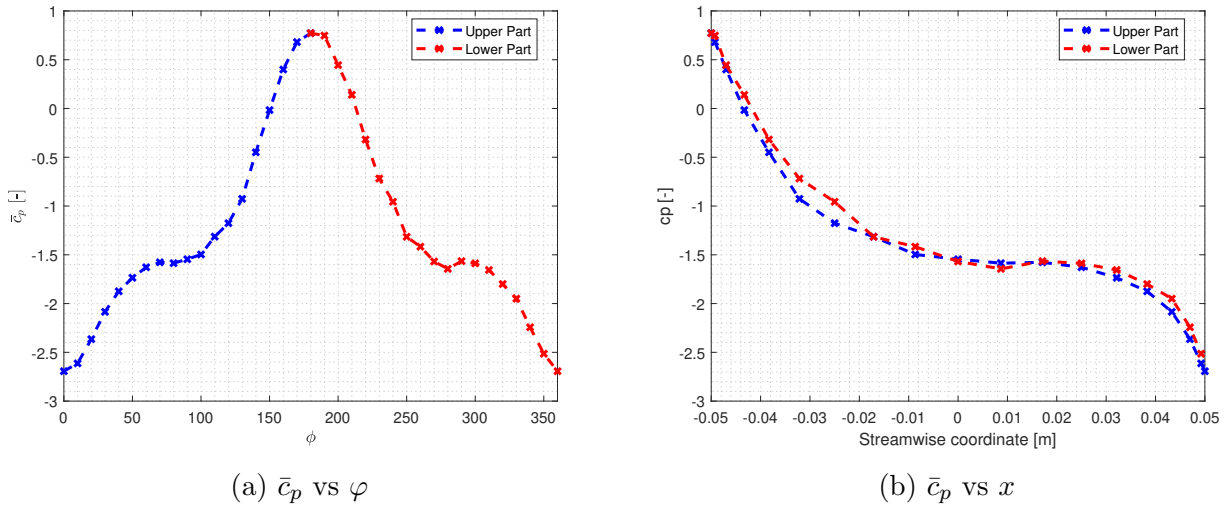 1
0.5
0
-0.5
-1
-1.5
-2
-2.5
-3
c̄p [-]
Upper Part
Lower Part
0 50 100 150 200 250 300 350
ϕ
(a) c̄p vs φ
1
0.5
0
-0.5
-1
-1.5
-2
-2.5
-3
cp [-]
Upper Part
Lower Part
-0.05 -0.04 -0.03 -0.02 -0.01 0 0.01 0.02 0.03 0.04 0.05
Streamwise coordinate [m]
(b) c̄p vs x